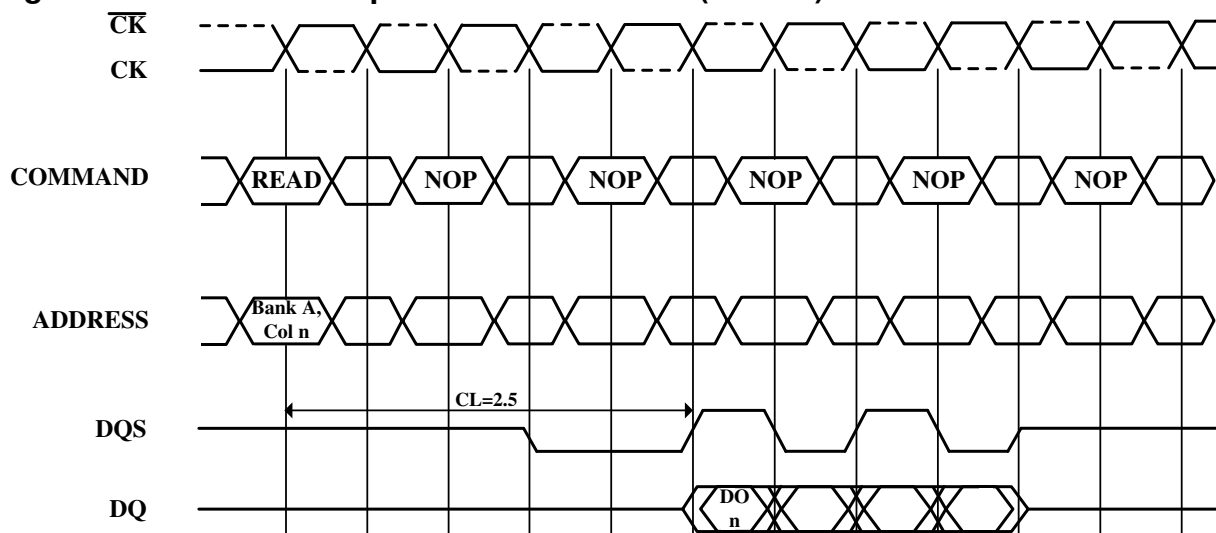 CK
CK
COMMAND
READ NOP NOP NOP NOP NOP
ADDRESS
Bank A,
Col n
CL=2.5
DQS
DQ
DO
n